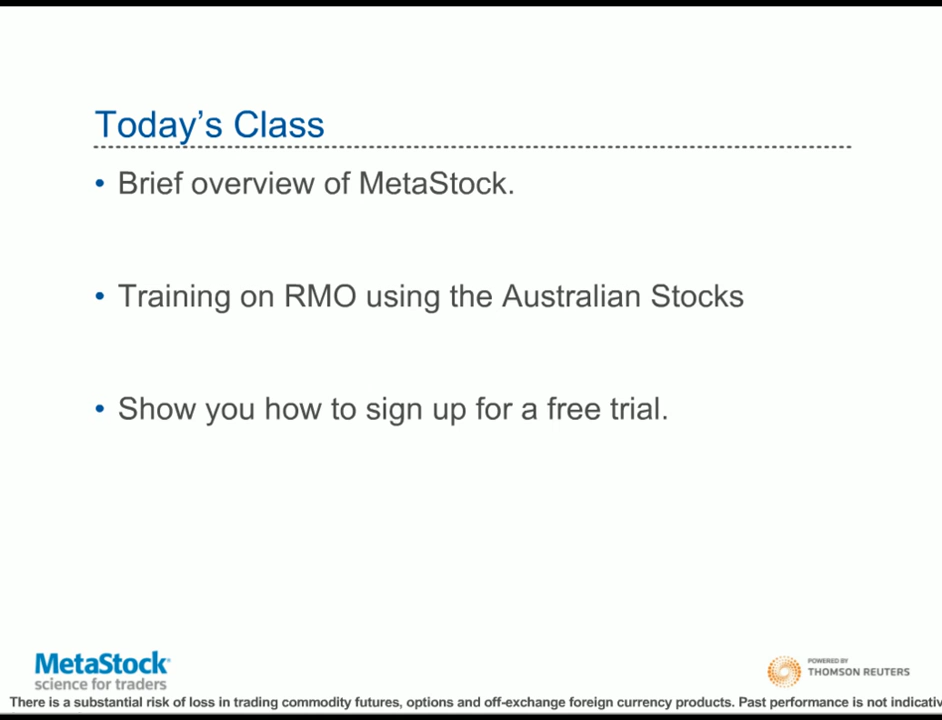 Today's Class
• Brief overview of MetaStock.
• Training on RMO using the Australian Stocks
• Show you how to sign up for a free trial.
MetaStock
science for traders
POWERED BY
THOMSON REUTERS
There is a substantial risk of loss in trading commodity futures, options and off-exchange foreign currency products. Past performance is not